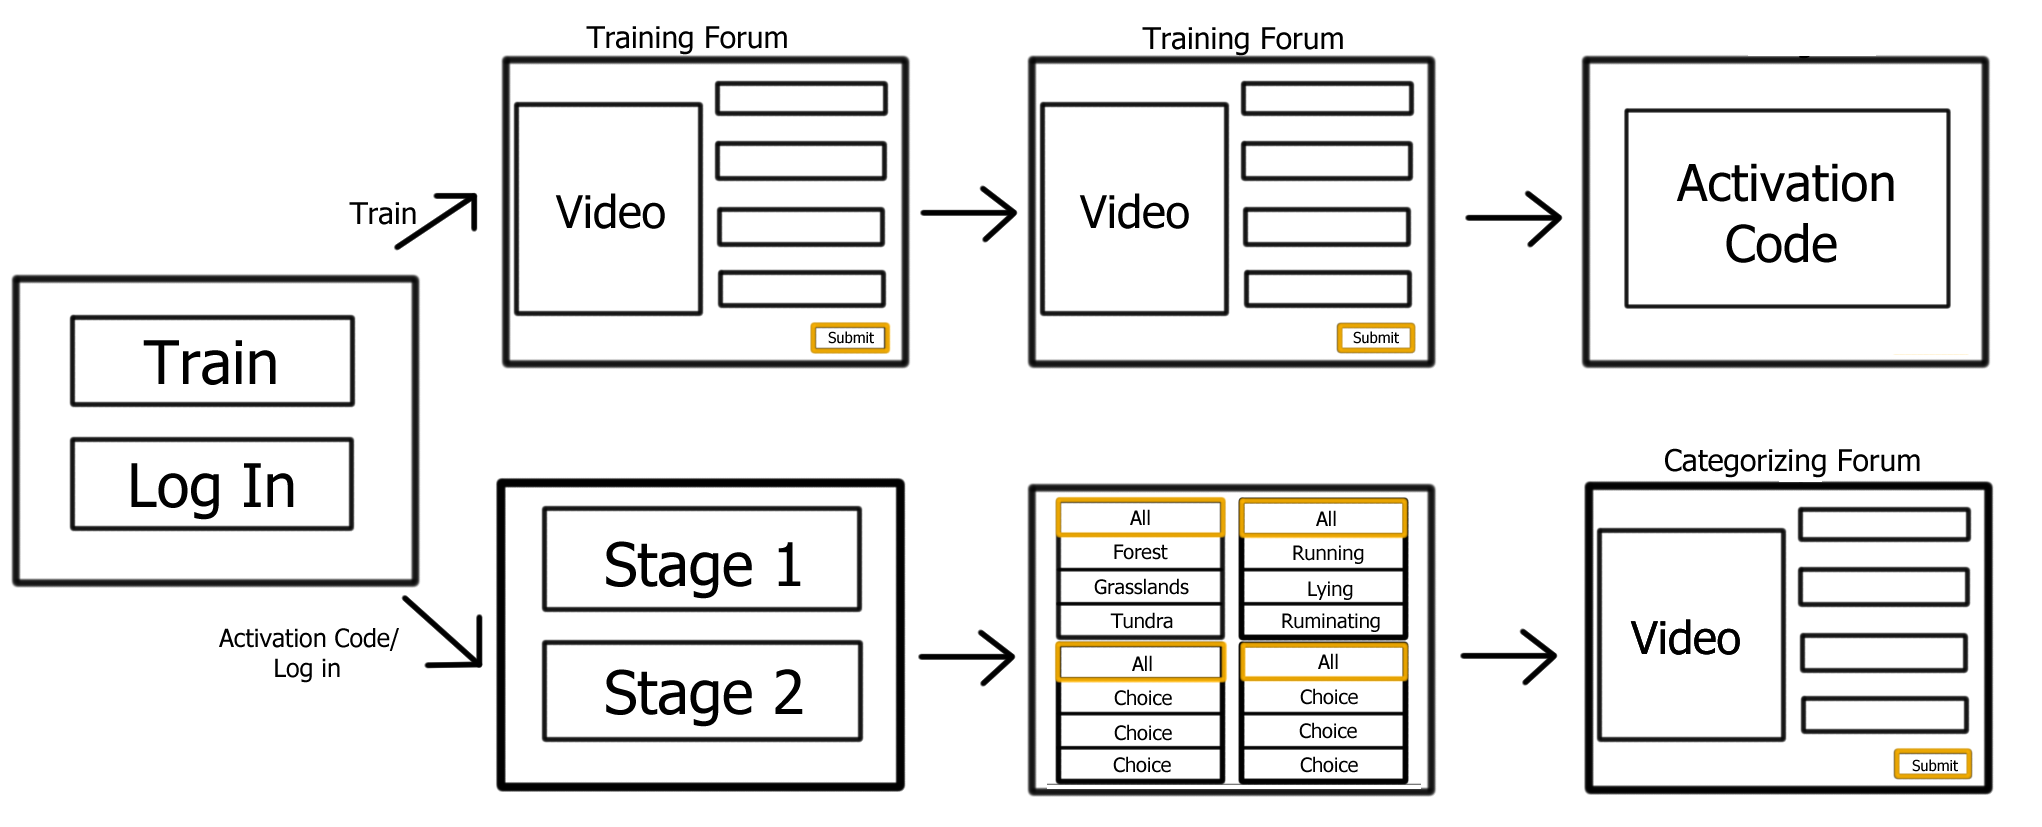 Training Forum
Video
Submit
Training Forum
Video
Submit
Activation
Code
Train
Train
Log In
Activation Code/
Log in
Stage 1
Stage 2
All
Forest
Grasslands
Tundra
All
Running
Lying
Ruminating
All
Choice
Choice
Choice
All
Choice
Choice
Choice
Categorizing Forum
Video
Submit